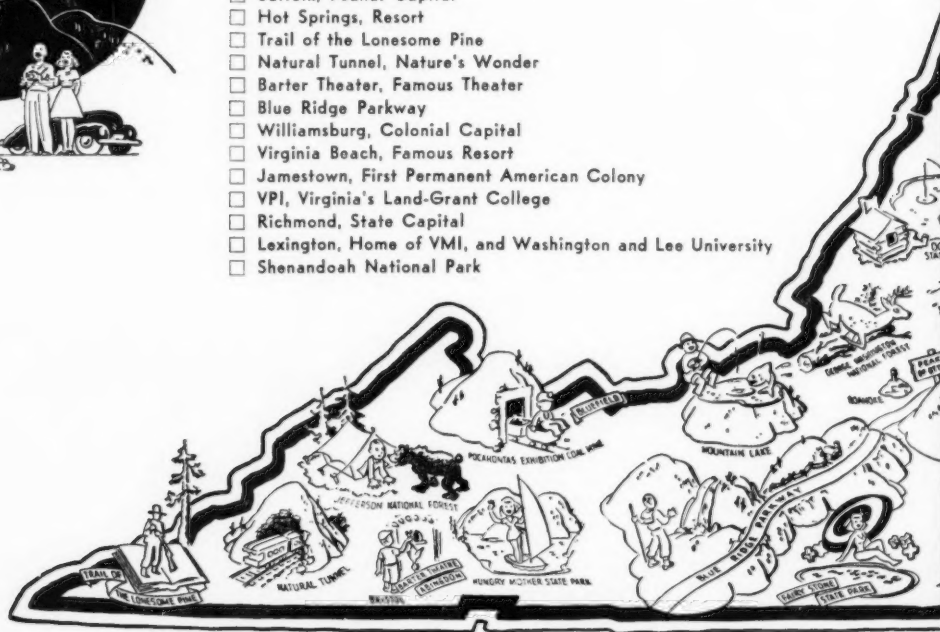 Hot Springs, Resort
Trail of the Lonesome Pine
Natural Tunnel, Nature's Wonder
Barter Theater, Famous Theater
Blue Ridge Parkway
Williamsburg, Colonial Capital
Virginia Beach, Famous Resort
Jamestown, First Permanent American Colony
VPI, Virginia's Land-Grant College
Richmond, State Capital
Lexington, Home of VMI, and Washington and Lee University
Shenandoah National Park
GEORGE WASHINGTON
NATIONAL FOREST
ROANOKE
BLUEFIELD
POCAHONTAS EXHIBITION COAL MINE
MOUNTAIN LAKE
JEFFERSON NATIONAL FOREST
BLUE RIDGE PARKWAY
TRAIL OF
THE LONESOME PINE
NATURAL TUNNEL
BRISTOL
BARTER THEATRE
ABINGDON
HUNGRY MOTHER STATE PARK
FAIRY STONE
STATE PARK